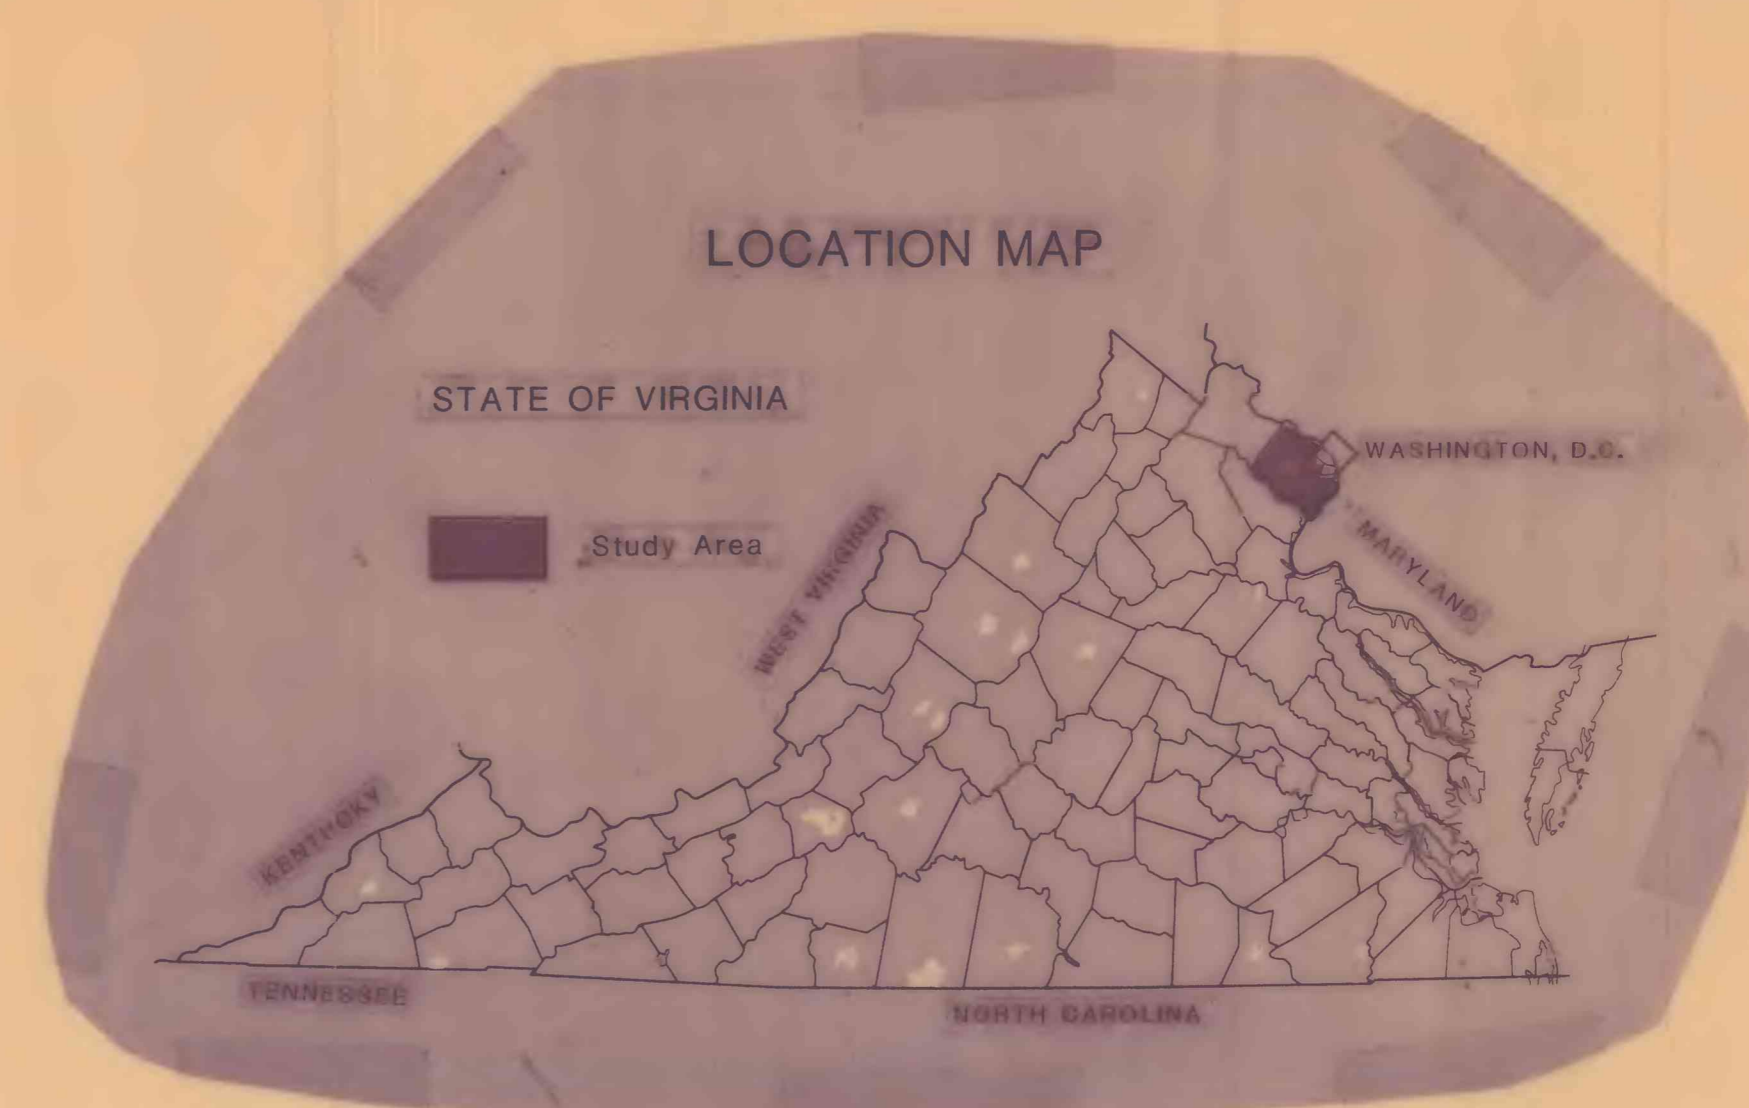 LOCATION MAP
STATE OF VIRGINIA
WASHINGTON, D.C.
Study Area
WEST VIRGINIA
MARYLAND
KENTUCKY
TENNESSEE
NORTH CAROLINA